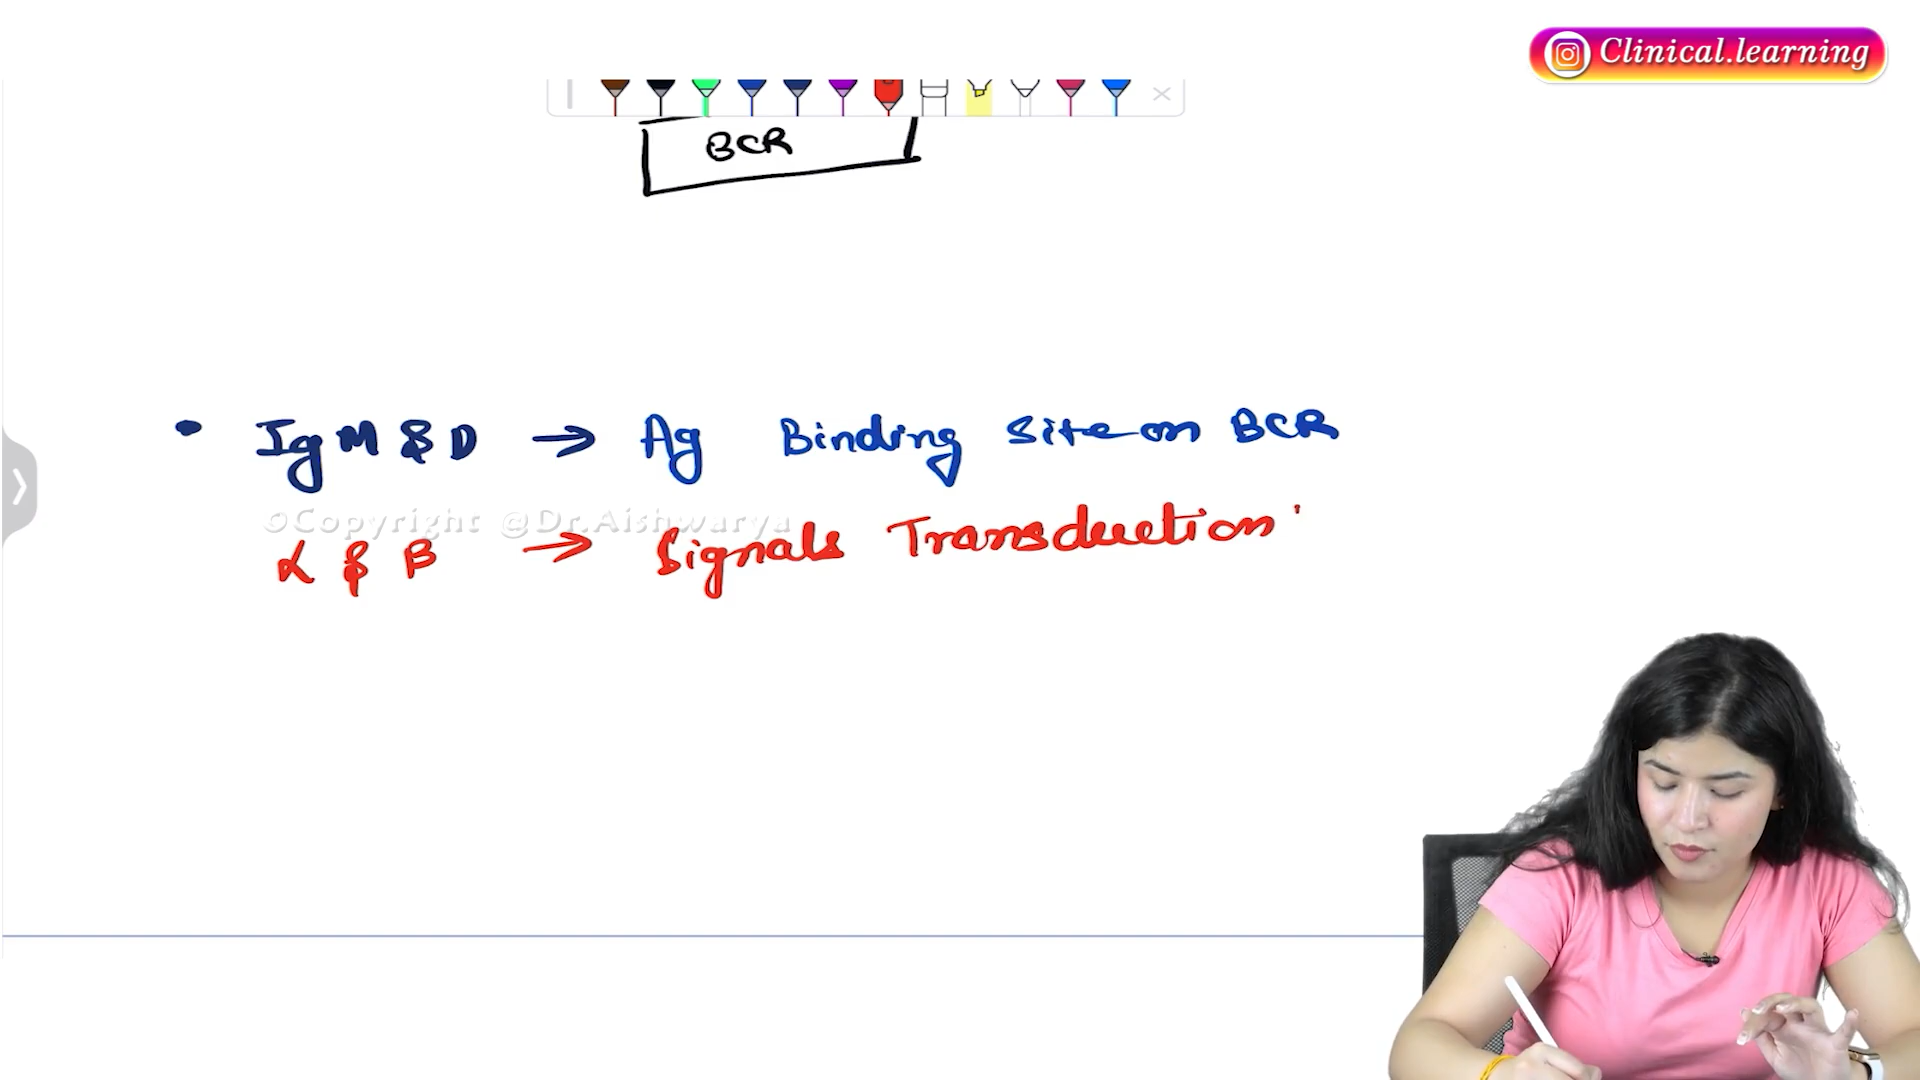 Clinical.learning
BCR
• IgM & D → Ag Binding Site on BCR
©Copyright @Dr.Aishwarya
α & β → Signals Transduction